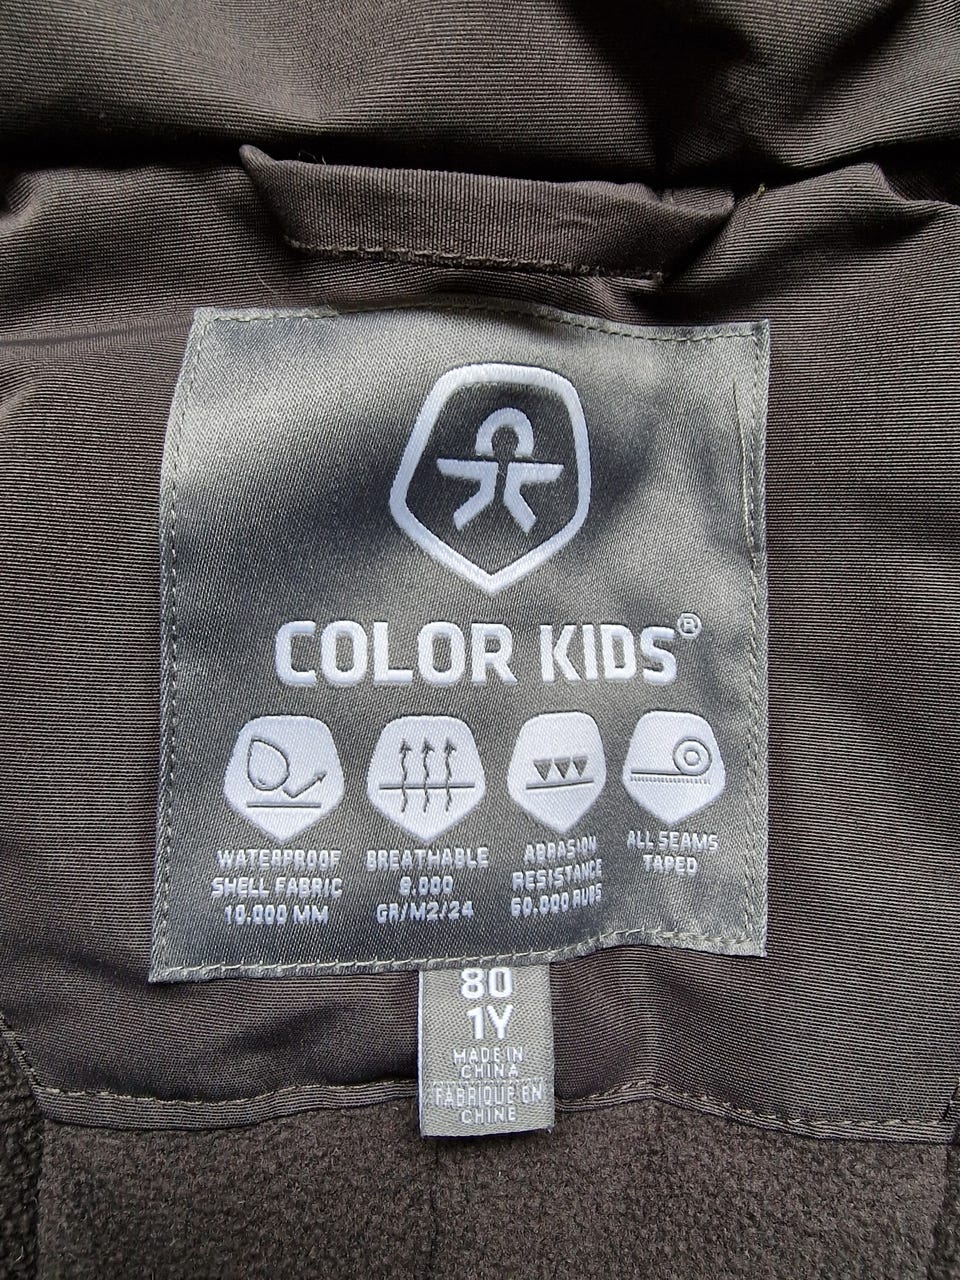 COLOR KIDS®
WATERPROOF
SHELL FABRIC
10.000 MM
BREATHABLE
8.000
GR/M2/24
ABRASION
RESISTANCE
60.000 RUBS
ALL SEAMS
TAPED
80
1Y
MADE IN
CHINA
FABRIQUE EN
CHINE